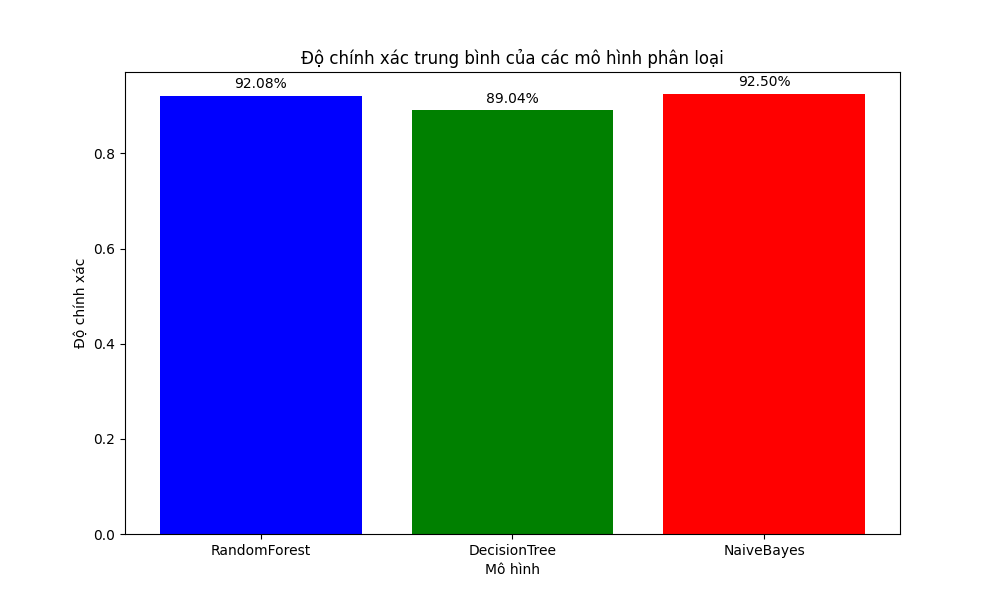 Độ chính xác trung bình của các mô hình phân loại
92.08%
89.04%
92.50%
0.8
0.6
0.4
0.2
0.0
Độ chính xác
RandomForest
DecisionTree
NaiveBayes
Mô hình